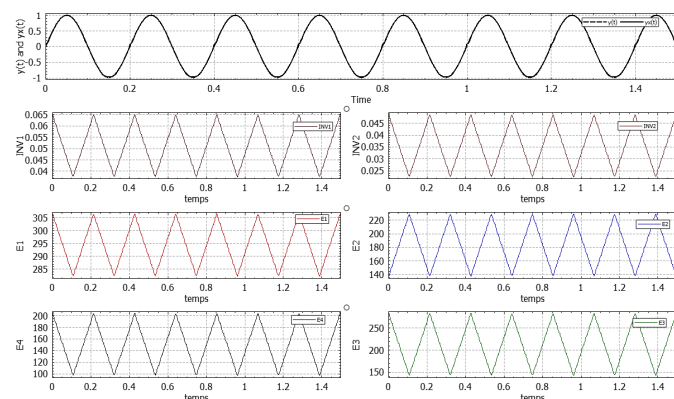 y(t) and yx(t)
1
0.5
0
-0.5
-1
y(t) yx(t)
0 0.2 0.4 0.6 0.8 1 1.2 1.4
Time
INV1
0.065
0.06
0.055
0.05
0.045
0.04
INV1
0 0.2 0.4 0.6 0.8 1 1.2 1.4
temps
INV2
0.045
0.04
0.035
0.03
0.025
INV2
0 0.2 0.4 0.6 0.8 1 1.2 1.4
temps
E1
305
300
295
290
285
E1
0 0.2 0.4 0.6 0.8 1 1.2 1.4
temps
E2
220
200
180
160
140
E2
0 0.2 0.4 0.6 0.8 1 1.2 1.4
temps
E4
200
180
160
140
120
100
E4
0 0.2 0.4 0.6 0.8 1 1.2 1.4
temps
E3
250
200
150
E3
0 0.2 0.4 0.6 0.8 1 1.2 1.4
temps